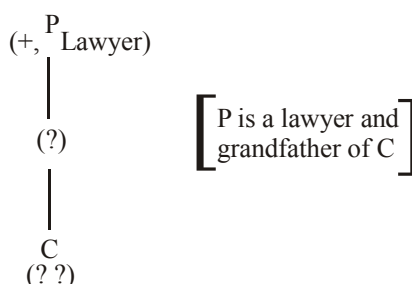 P
(+, Lawyer)
(?)
P is a lawyer and
grandfather of C
C
(? ?)